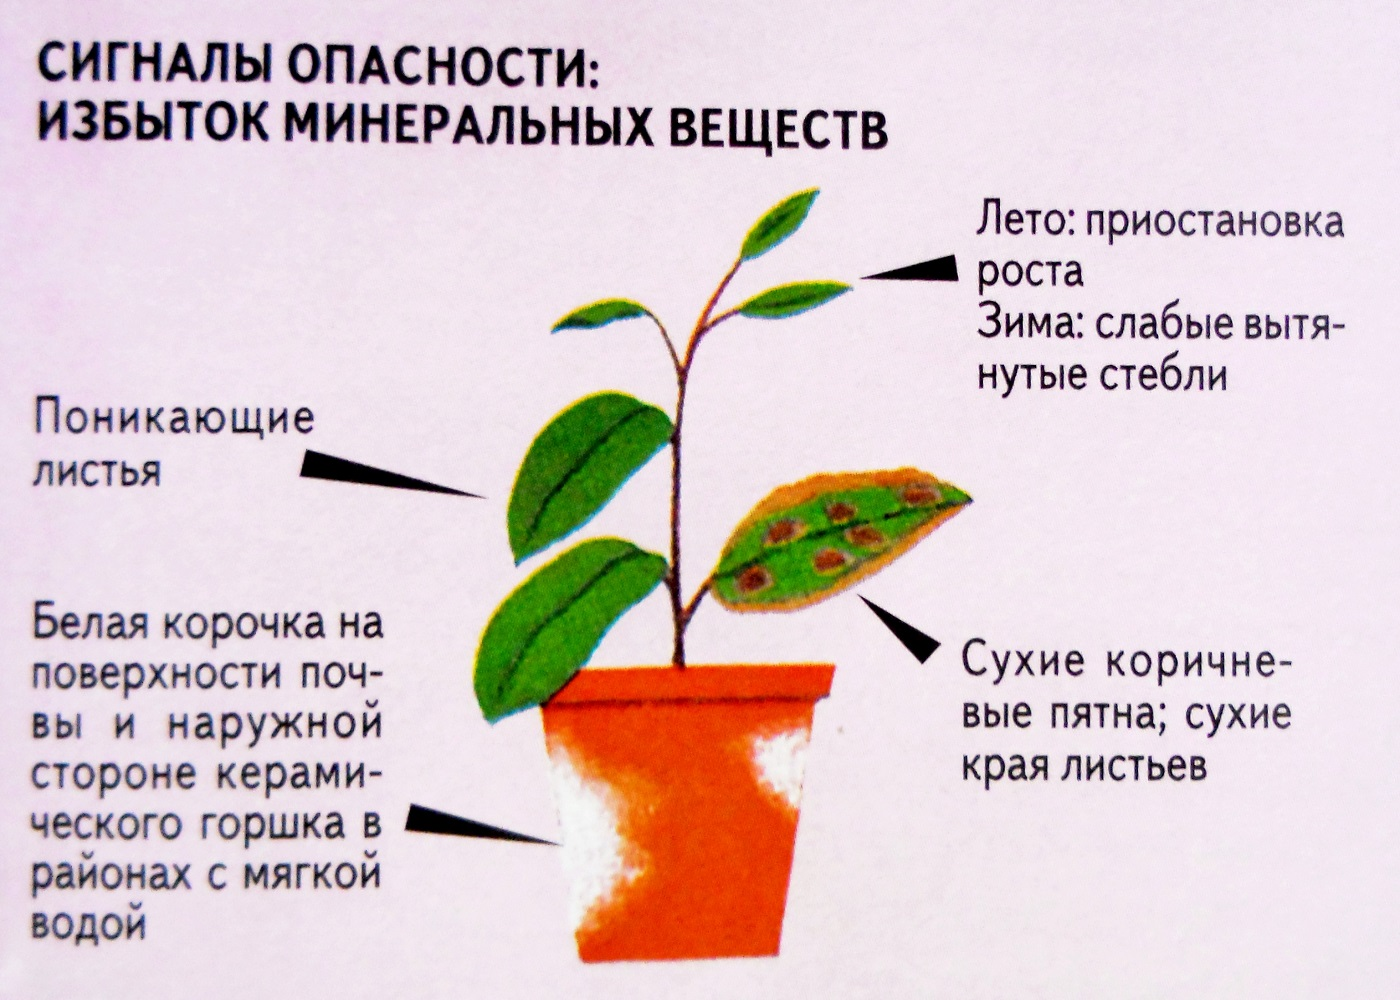 СИГНАЛЫ ОПАСНОСТИ:
ИЗБЫТОК МИНЕРАЛЬНЫХ ВЕЩЕСТВ
Лето: приостановка
роста
Зима: слабые вытя-
нутые стебли
Поникающие
листья
Белая корочка на
поверхности поч-
вы и наружной
стороне керами-
ческого горшка в
районах с мягкой
водой
Сухие коричне-
вые пятна; сухие
края листьев